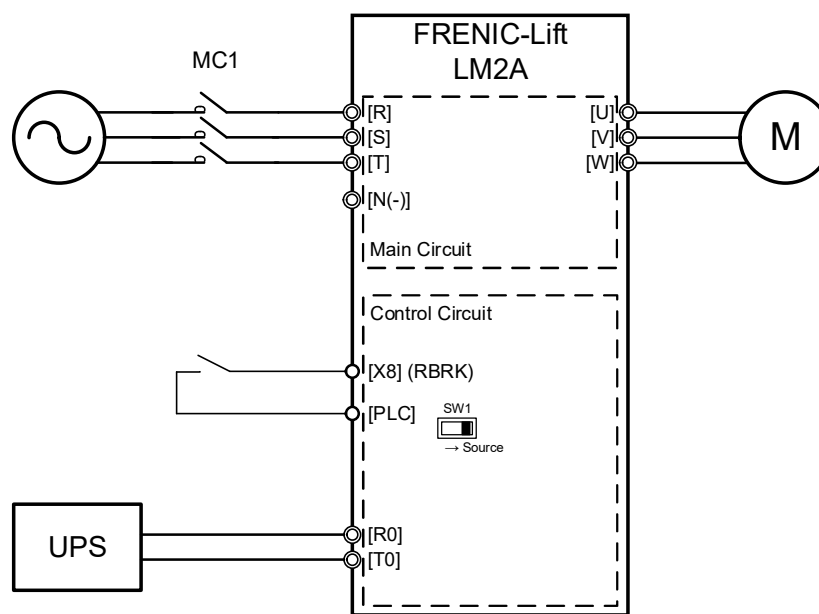 FRENIC-Lift
LM2A
MC1
[R]
[U]
[S]
[V]
M
[T]
[W]
[N(-)]
Main Circuit
Control Circuit
[X8] (RBRK)
[PLC]
SW1
→ Source
UPS
[R0]
[T0]